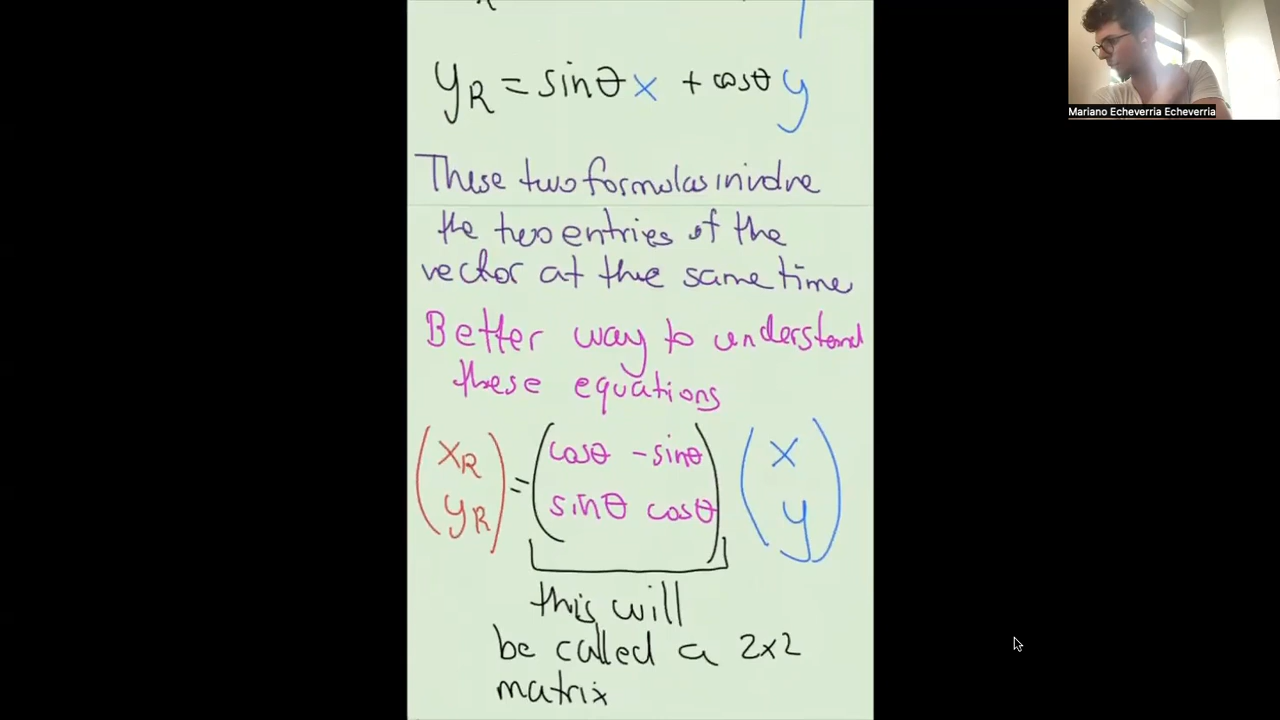 y_R = sinθ x + cosθ y
Mariano Echeverria Echeverria
These two formulas involve
the two entries of the
vector at the same time
Better way to understand
these equations
(x_R y_R) = (cosθ -sinθ sinθ cosθ) (x y)
this will
be called a 2x2
matrix